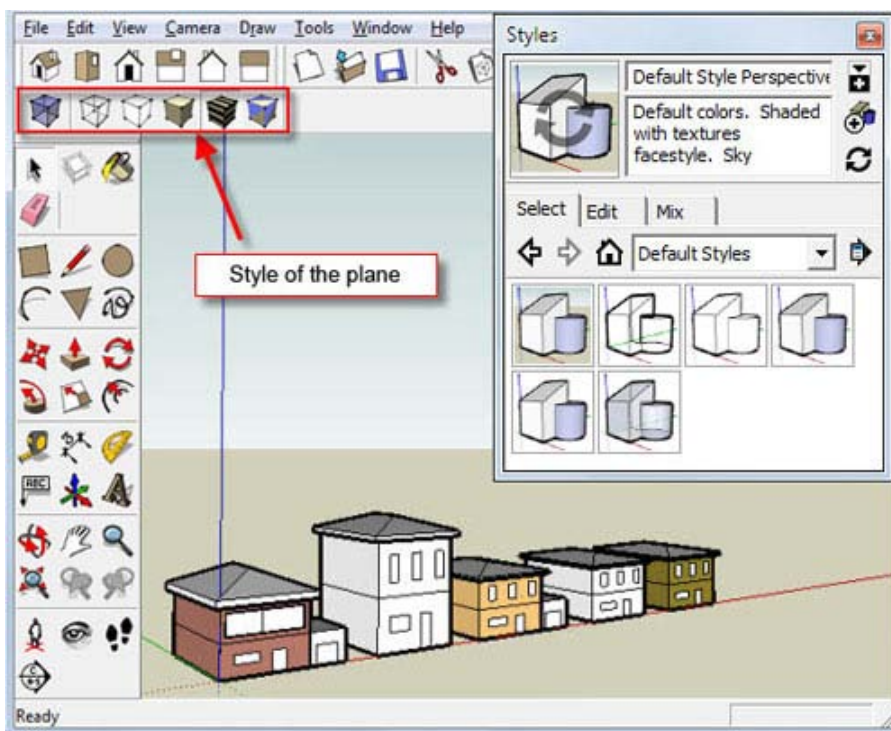 File Edit View Camera Draw Tools Window Help
Styles
Default Style Perspective
Default colors. Shaded
with textures
facestyle. Sky
Select Edit Mix
Default Styles
Style of the plane
ABC
Ready